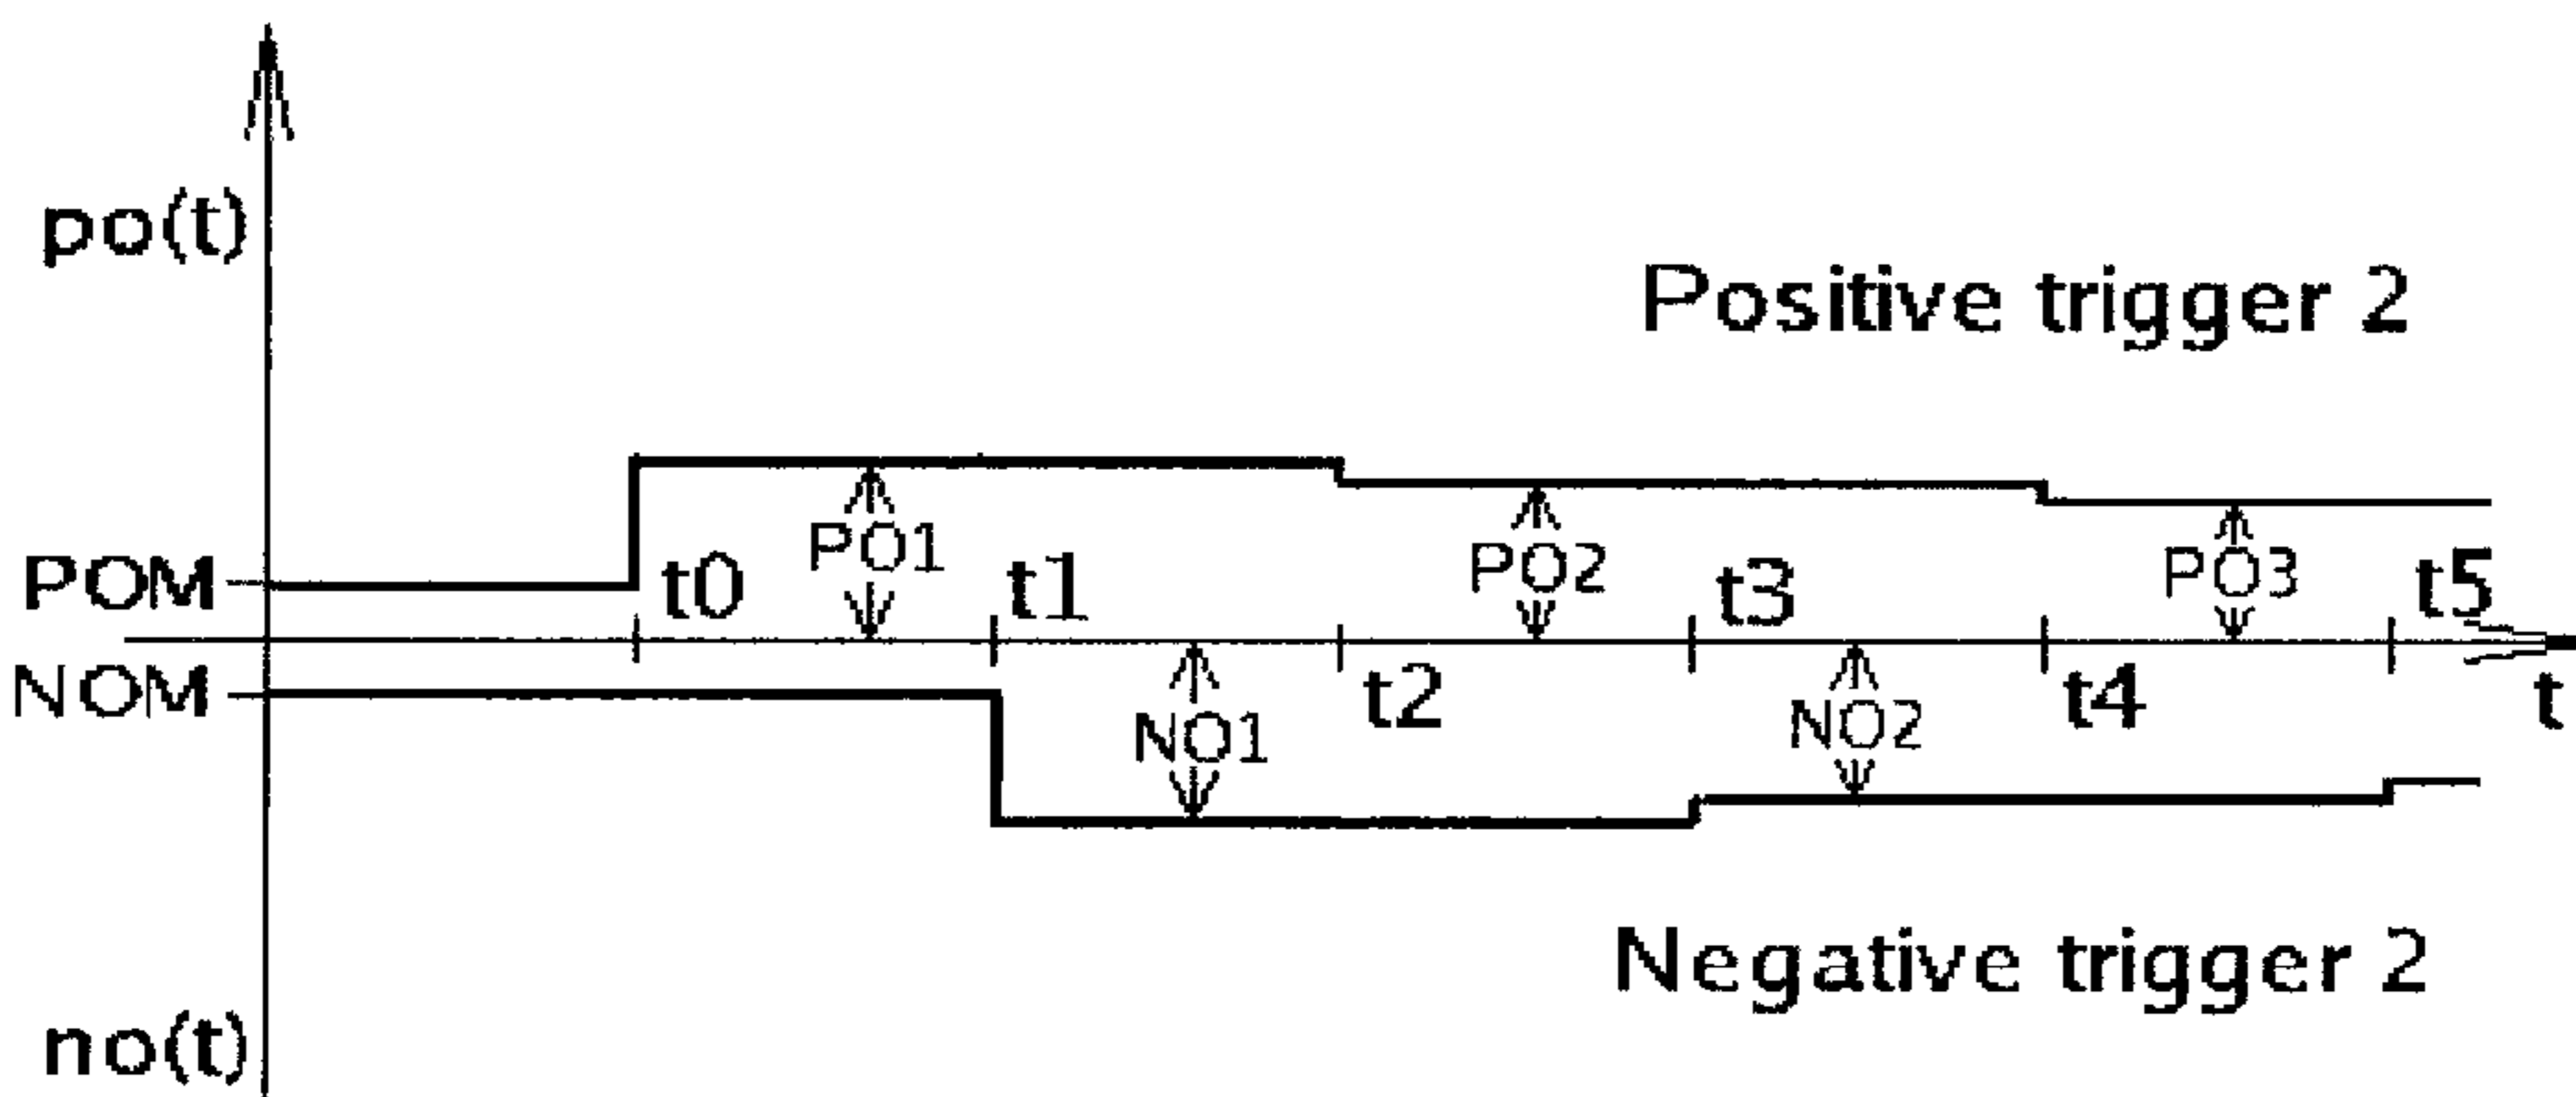 po(t)
Positive trigger 2
POM
t0
PO1
t1
PO2
t3
PO3
t5
NOM
NO1
t2
NO2
t4
t
Negative trigger 2
no(t)